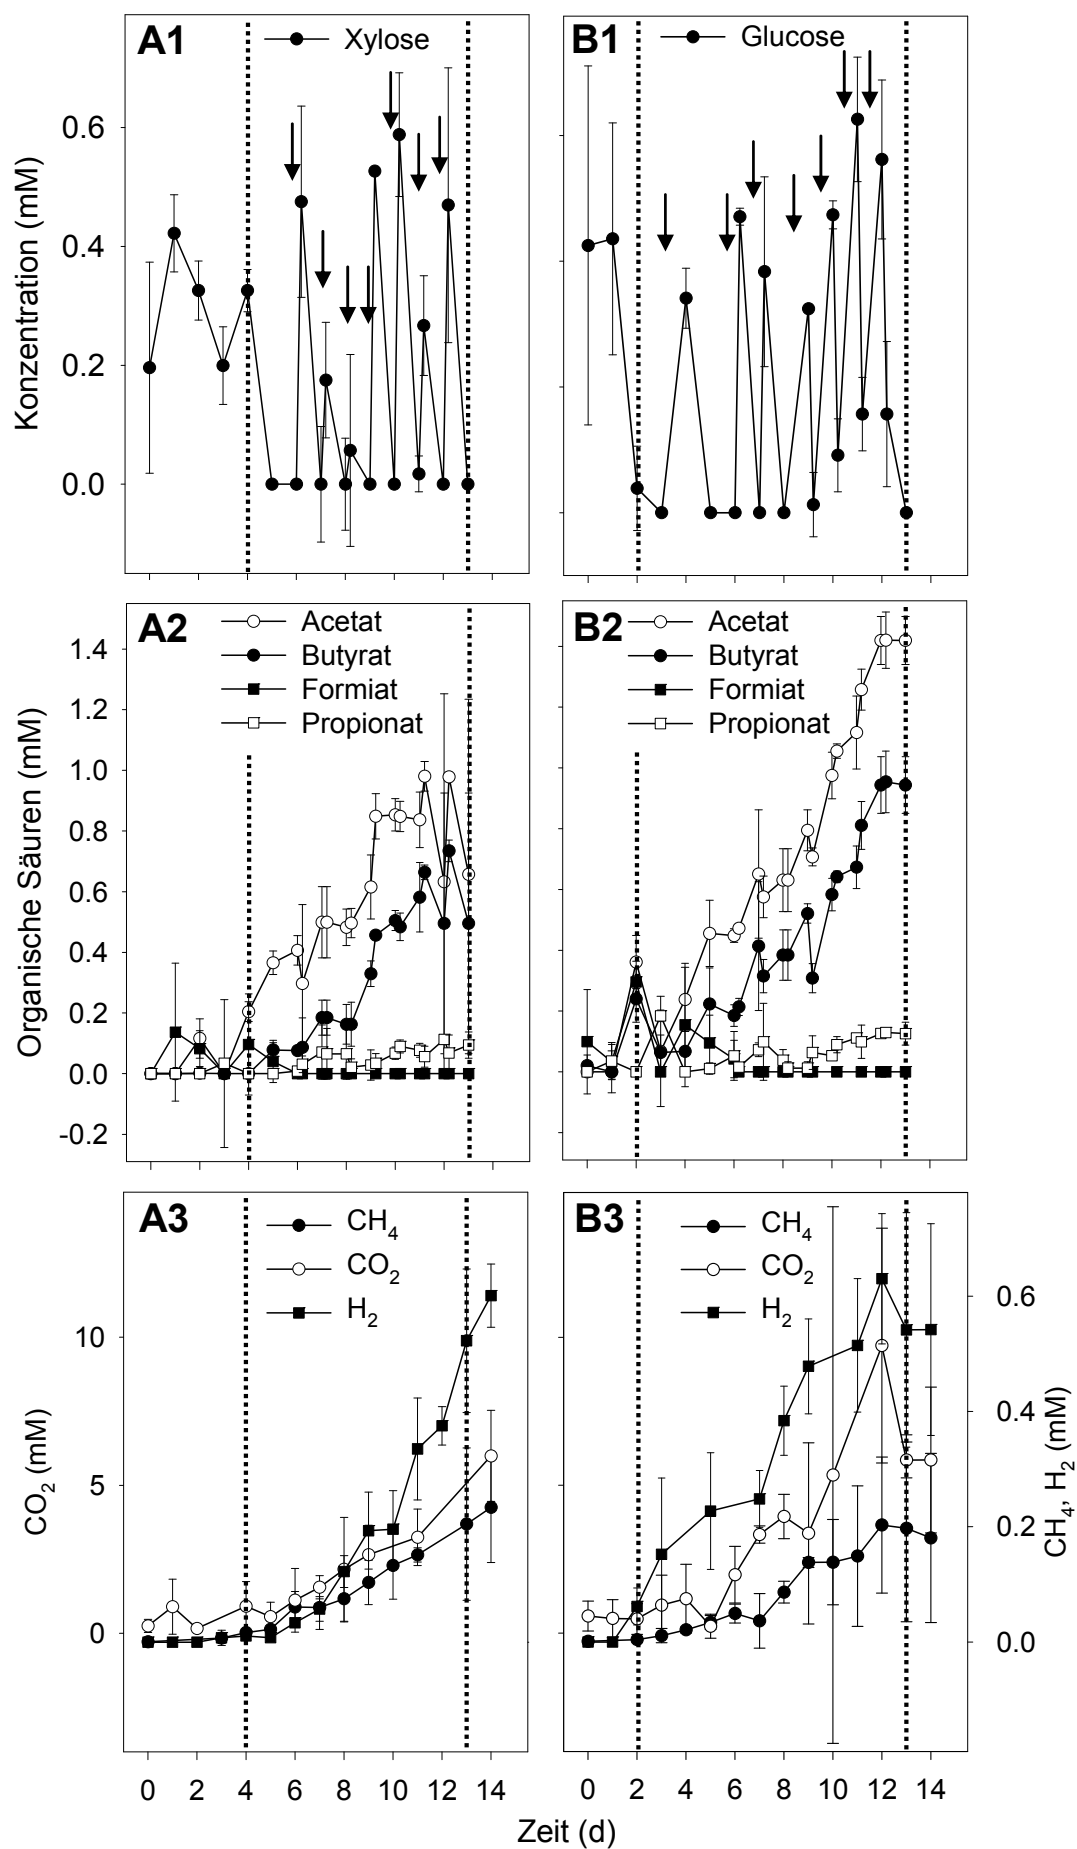 A1
Xylose
B1
Glucose
Konzentration (mM)
0.6
0.4
0.2
0.0
A2
Acetat
Butyrat
Formiat
Propionat
B2
Acetat
Butyrat
Formiat
Propionat
Organische Säuren (mM)
1.4
1.2
1.0
0.8
0.6
0.4
0.2
0.0
-0.2
A3
CH4
CO2
H2
B3
CH4
CO2
H2
CO2 (mM)
10
5
0
0.6
0.4
0.2
0.0
CH4, H2 (mM)
0 2 4 6 8 10 12 14
0 2 4 6 8 10 12 14
Zeit (d)